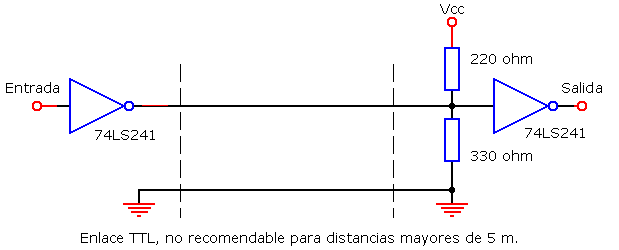 Vcc
220 ohm
Entrada
Salida
74LS241
74LS241
330 ohm
Enlace TTL, no recomendable para distancias mayores de 5 m.